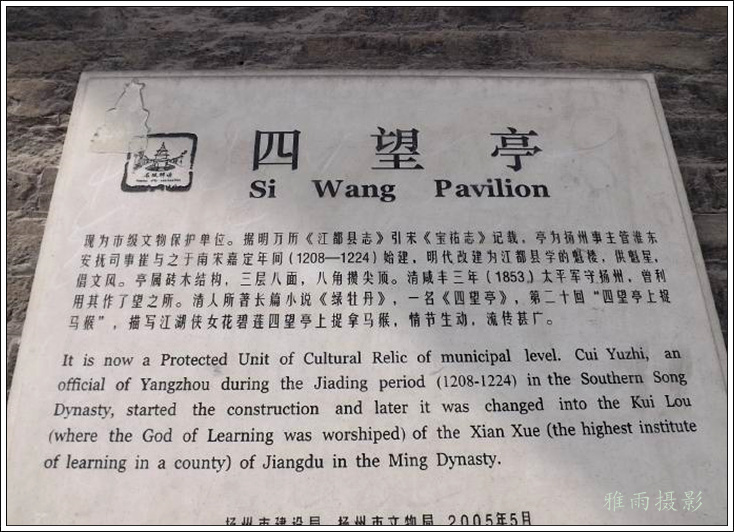 四望亭
Si Wang Pavilion
现为市级文物保护单位。据明万历《江都县志》引宋《宝祐志》记载，亭为扬州事主管淮东
安抚司事崔与之于南宋嘉定年间（1208—1224）始建，明代改建为江都县学的魁楼，供魁星，
倡文风。亭属砖木结构，三层八面，八角攒尖顶。清咸丰三年（1853）太平军守扬州，曾利
用其作了望之所。清人所著长篇小说《绿牡丹》，一名《四望亭》，第二十回“四望亭上捉
马猴”，描写江湖侠女花碧莲四望亭上捉拿马猴，情节生动，流传甚广。
It is now a Protected Unit of Cultural Relic of municipal level. Cui Yuzhi, an
official of Yangzhou during the Jiading period (1208-1224) in the Southern Song
Dynasty, started the construction and later it was changed into the Kui Lou
(where the God of Learning was worshiped) of the Xian Xue (the highest institute
of learning in a county) of Jiangdu in the Ming Dynasty.
扬州市建设局 扬州市文物局 2005年5月
雅雨摄影